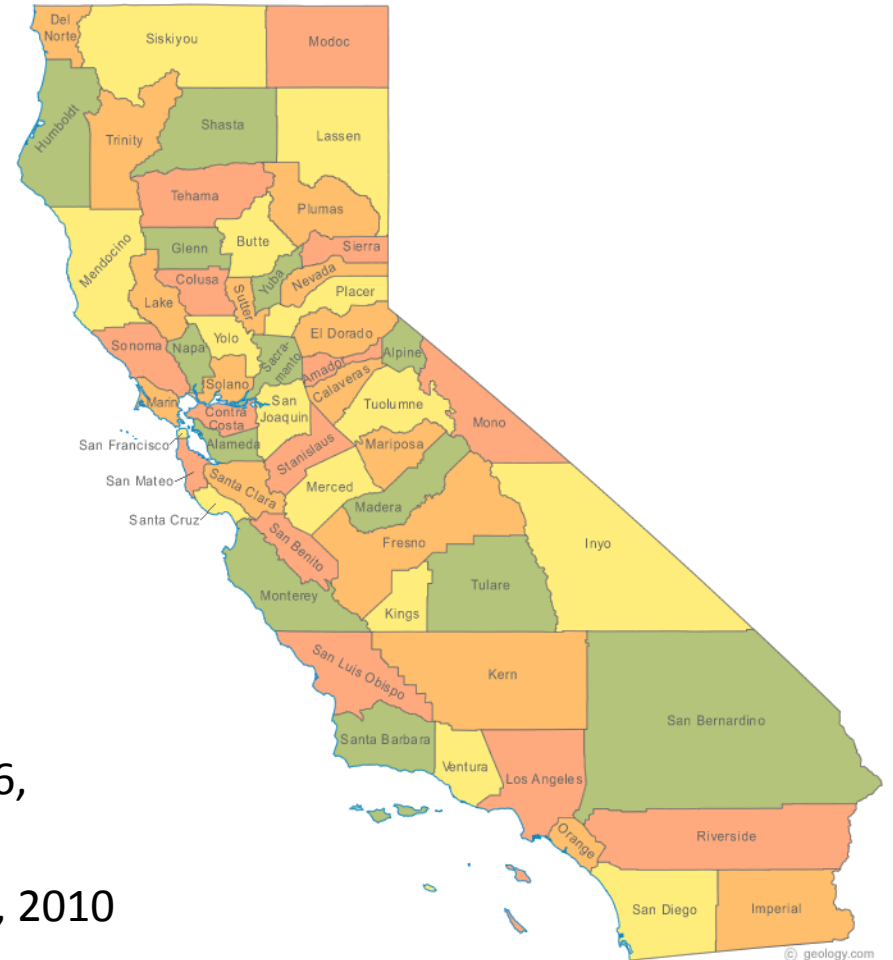 Del
Norte
Siskiyou
Modoc
Humboldt
Trinity
Shasta
Lassen
Tehama
Plumas
Mendocino
Glenn
Butte
Sierra
Colusa
Yuba
Nevada
Lake
Sutter
Placer
Sonoma
Napa
Yolo
El Dorado
Sacra-
mento
Alpine
Amador
Solano
Calaveras
Marin
Contra
Costa
San
Joaquin
Tuolumne
Mono
San Francisco
Alameda
Stanislaus
Mariposa
San Mateo
Santa Clara
Merced
Madera
Santa Cruz
San Benito
Fresno
Inyo
Monterey
Kings
Tulare
San Luis Obispo
Kern
San Bernardino
Santa Barbara
Ventura
Los Angeles
6,
Orange
Riverside
, 2010
San Diego
Imperial
© geology.com